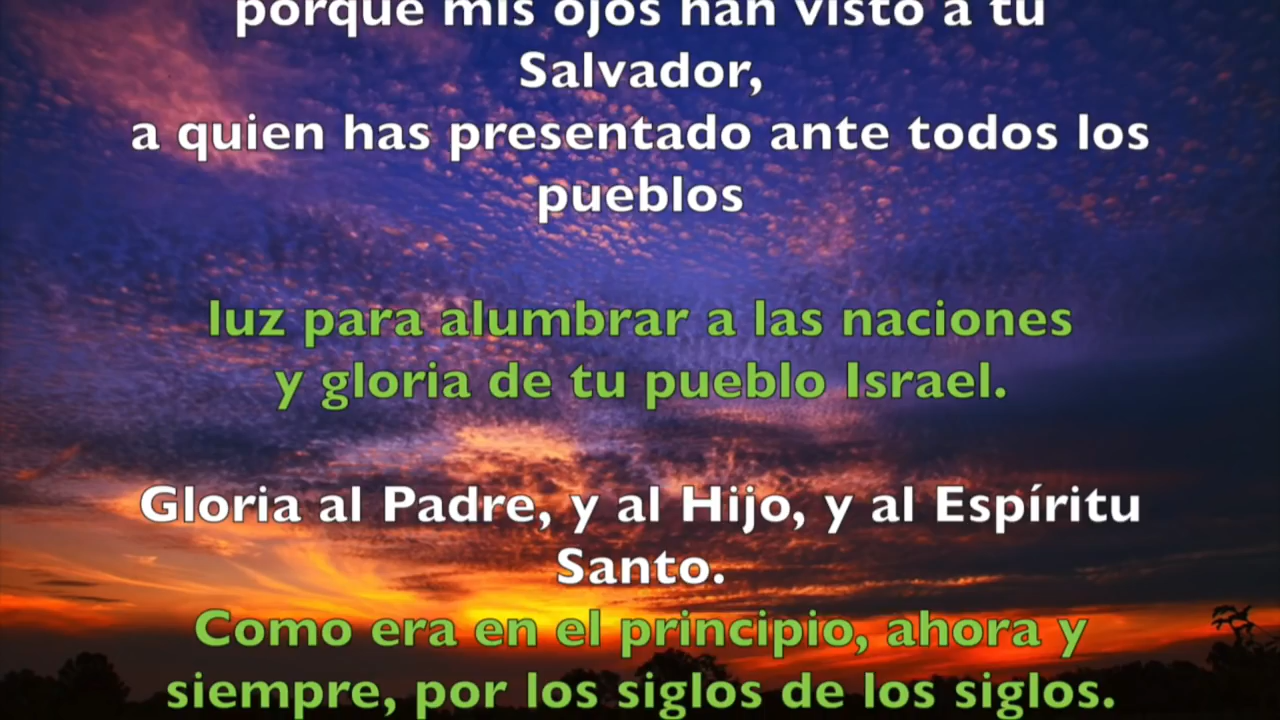 porque mis ojos han visto a tu
Salvador,
a quien has presentado ante todos los
pueblos
luz para alumbrar a las naciones
y gloria de tu pueblo Israel.
Gloria al Padre, y al Hijo, y al Espíritu
Santo.
Como era en el principio, ahora y
siempre, por los siglos de los siglos.